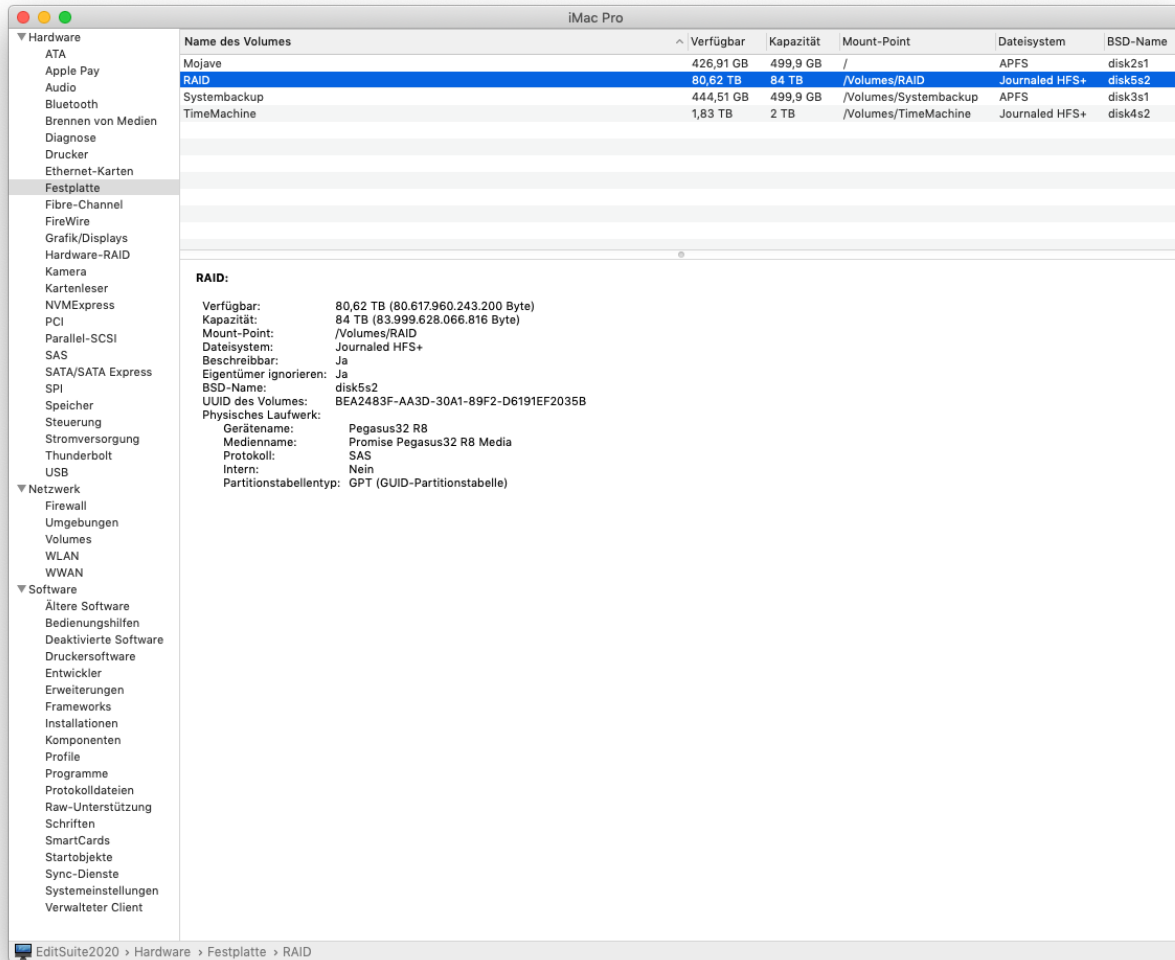 iMac Pro
Hardware
ATA
Apple Pay
Audio
Bluetooth
Brennen von Medien
Diagnose
Drucker
Ethernet-Karten
Festplatte
Fibre-Channel
FireWire
Grafik/Displays
Hardware-RAID
Kamera
Kartenleser
NVMExpress
PCI
Parallel-SCSI
SAS
SATA/SATA Express
SPI
Speicher
Steuerung
Stromversorgung
Thunderbolt
USB
Netzwerk
Firewall
Umgebungen
Volumes
WLAN
WWAN
Software
Ältere Software
Bedienungshilfen
Deaktivierte Software
Druckersoftware
Entwickler
Erweiterungen
Frameworks
Installationen
Komponenten
Profile
Programme
Protokolldateien
Raw-Unterstützung
Schriften
SmartCards
Startobjekte
Sync-Dienste
Systemeinstellungen
Verwalteter Client
Name des Volumes Verfügbar Kapazität Mount-Point Dateisystem BSD-Name
Mojave 426,91 GB 499,9 GB / APFS disk2s1
RAID 80,62 TB 84 TB /Volumes/RAID Journaled HFS+ disk5s2
Systembackup 444,51 GB 499,9 GB /Volumes/Systembackup APFS disk3s1
TimeMachine 1,83 TB 2 TB /Volumes/TimeMachine Journaled HFS+ disk4s2
RAID:
Verfügbar: 80,62 TB (80.617.960.243.200 Byte)
Kapazität: 84 TB (83.999.628.066.816 Byte)
Mount-Point: /Volumes/RAID
Dateisystem: Journaled HFS+
Beschreibbar: Ja
Eigentümer ignorieren: Ja
BSD-Name: disk5s2
UUID des Volumes: BEA2483F-AA3D-30A1-89F2-D6191EF2035B
Physisches Laufwerk:
Gerätename: Pegasus32 R8
Medienname: Promise Pegasus32 R8 Media
Protokoll: SAS
Intern: Nein
Partitionstabellentyp: GPT (GUID-Partitionstabelle)
EditSuite2020 › Hardware › Festplatte › RAID